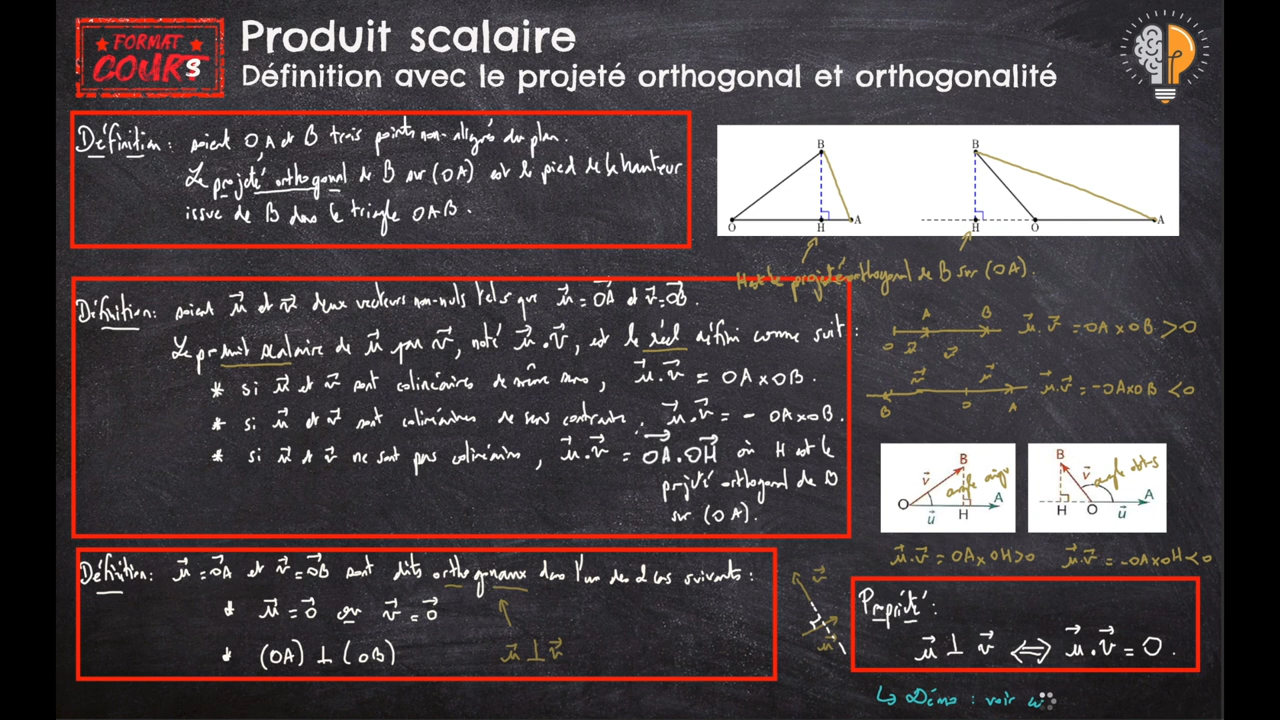 FORMAT
COURS
Produit scalaire
Définition avec le projeté orthogonal et orthogonalité
Définition : soient O, A et B trois points non-alignés du plan.
Le projeté orthogonal de B sur (OA) est le pied de la hauteur
issue de B dans le triangle OAB.
B
O
H
A
B
H
O
A
H est le projeté orthogonal de B sur (OA).
Définition : soient u⃗ et v⃗ deux vecteurs non-nuls tels que u⃗ = OA⃗ et v⃗ = OB⃗.
Le produit scalaire de u⃗ par v⃗, noté u⃗.v⃗, est le réel défini comme suit :
* si u⃗ et v⃗ sont colinéaires de même sens, u⃗.v⃗ = OA×OB.
* si u⃗ et v⃗ sont colinéaires de sens contraire, u⃗.v⃗ = - OA×OB.
* si u⃗ et v⃗ ne sont pas colinéaires, u⃗.v⃗ = OA⃗.OH⃗ où H est le
projeté orthogonal de B
sur (OA).
O A B u⃗ v⃗
u⃗.v⃗ = OA×OB > 0
B v⃗ O u⃗ A
u⃗.v⃗ = -OA×OB < 0
B
v⃗
angle aigu
O
u⃗
H
A
B
v⃗
angle obtus
H
O
u⃗
A
u⃗.v⃗ = OA×OH > 0
u⃗.v⃗ = -OA×OH < 0
Définition : u⃗ = OA⃗ et v⃗ = OB⃗ sont dits orthogonaux dans l'un des 2 cas suivants :
* u⃗ = 0⃗ ou v⃗ = 0⃗
* (OA) ⊥ (OB)
u⃗ ⊥ v⃗
v⃗
u⃗
Propriété :
u⃗ ⊥ v⃗ ⟺ u⃗.v⃗ = 0.
↳ Démo : voir